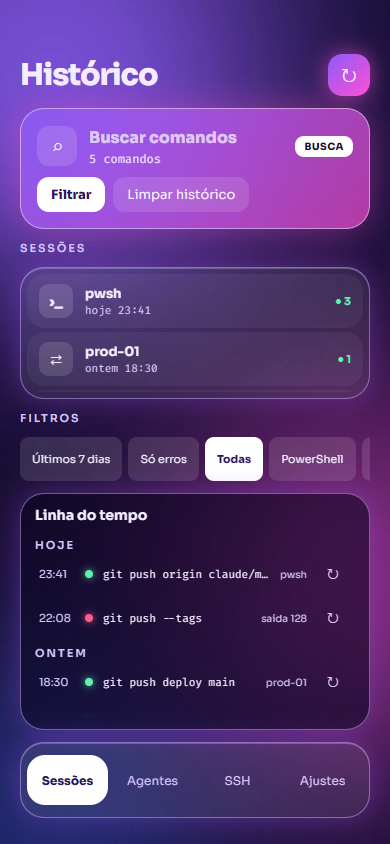 Histórico
Buscar comandos
5 comandos
BUSCA
Filtrar
Limpar histórico
SESSÕES
pwsh
hoje 23:41
3
prod-01
ontem 18:30
1
FILTROS
Últimos 7 dias
Só erros
Todas
PowerShell
Linha do tempo
HOJE
23:41 git push origin claude/m… pwsh
22:08 git push --tags saída 128
ONTEM
18:30 git push deploy main prod-01
Sessões
Agentes
SSH
Ajustes